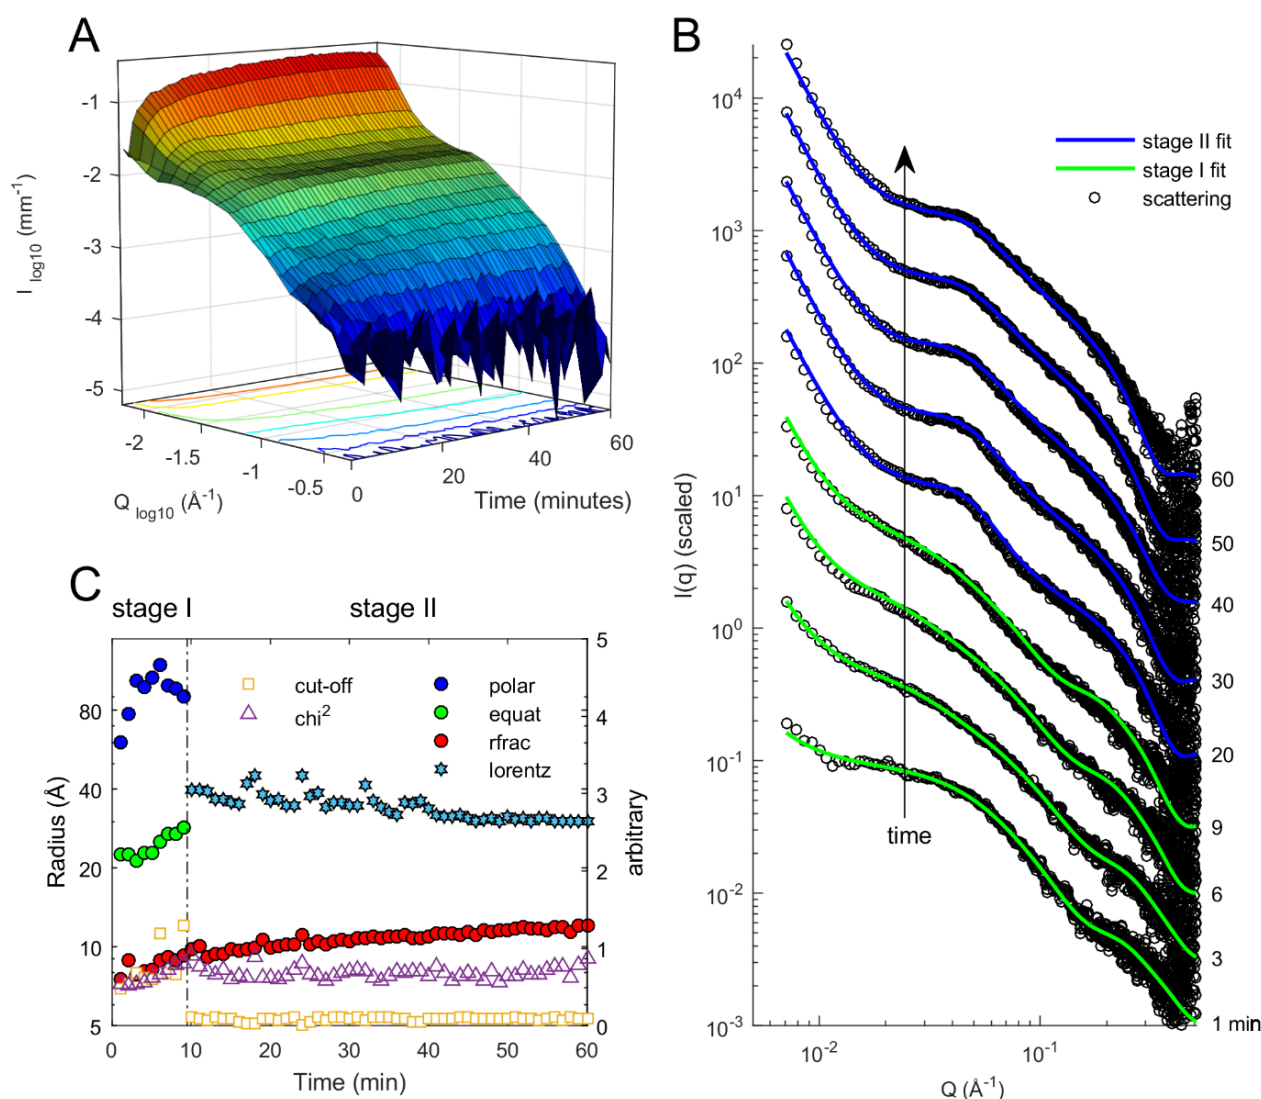 A
I log10 (mm-1)
-1
-2
-3
-4
-5
-2
-1.5
-1
-0.5
0
20
40
60
Q log10 (Å-1)
Time (minutes)
B
I(q) (scaled)
10^4
10^3
10^2
10^1
10^0
10^-1
10^-2
10^-3
stage II fit
stage I fit
scattering
60
50
40
30
20
9
6
3
1 min
time
10^-2
10^-1
Q (Å-1)
C
stage I
stage II
Radius (Å)
80
40
20
10
5
cut-off
chi2
polar
equat
rfrac
lorentz
5
4
3
2
1
0
arbitrary
0
10
20
30
40
50
60
Time (min)